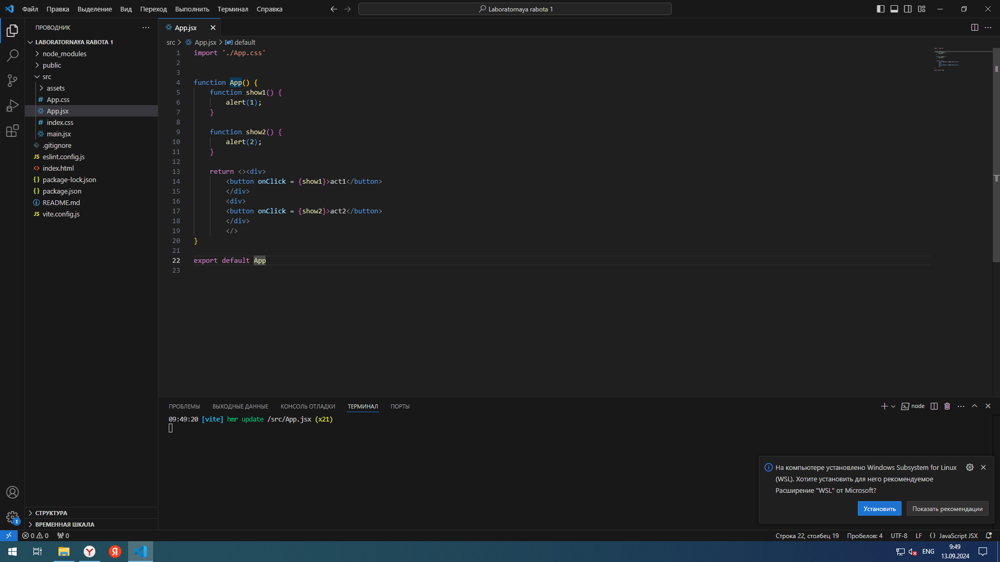 Файл Правка Выделение Вид Переход Выполнить Терминал Справка
Laboratornaya rabota 1
ПРОВОДНИК
LABORATORNAYA RABOTA 1
node_modules
public
src
assets
# App.css
App.jsx
# index.css
main.jsx
.gitignore
JS eslint.config.js
<> index.html
{} package-lock.json
{} package.json
README.md
JS vite.config.js
СТРУКТУРА
ВРЕМЕННАЯ ШКАЛА
App.jsx
src > App.jsx > default
1 import './App.css'
2
3
4 function App() {
5 function show1() {
6 alert(1);
7 }
8
9 function show2() {
10 alert(2);
11 }
12
13 return <><div>
14 <button onClick = {show1}>act1</button>
15 </div>
16 <div>
17 <button onClick = {show2}>act2</button>
18 </div>
19 </>
20 }
21
22 export default App
23
ПРОБЛЕМЫ ВЫХОДНЫЕ ДАННЫЕ КОНСОЛЬ ОТЛАДКИ ТЕРМИНАЛ ПОРТЫ
node
09:49:20 [vite] hmr update /src/App.jsx (x21)
На компьютере установлено Windows Subsystem for Linux
(WSL). Хотите установить для него рекомендуемое
Расширение "WSL" от Microsoft?
Установить Показать рекомендации
1
0 0 0
Строка 22, столбец 19 Пробелов: 4 UTF-8 LF {} JavaScript JSX
Y Я
ENG
9:49
13.09.2024